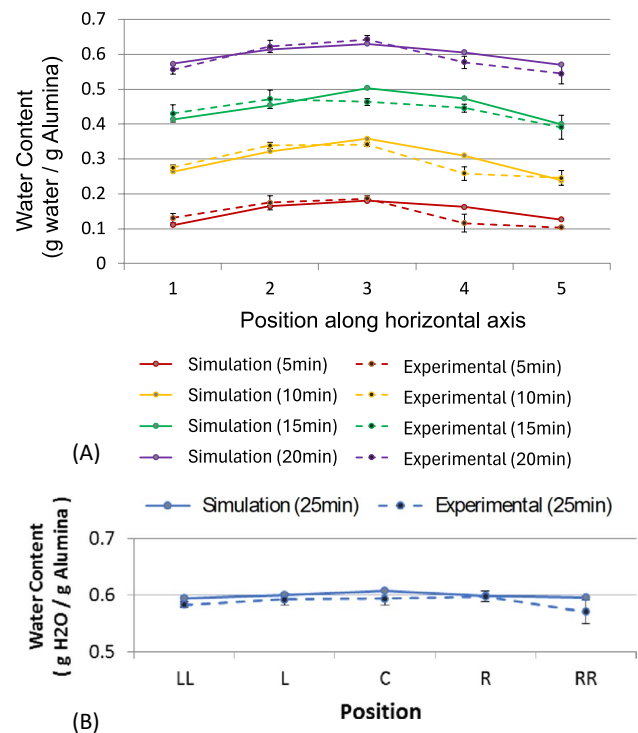 (A)
0.7
0.6
0.5
0.4
0.3
0.2
0.1
0
Water Content
(g water / g Alumina)
1 2 3 4 5
Position along horizontal axis
Simulation (5min) Experimental (5min)
Simulation (10min) Experimental (10min)
Simulation (15min) Experimental (15min)
Simulation (20min) Experimental (20min)
(B)
Simulation (25min) Experimental (25min)
0.7
0.6
0.5
Water Content
( g H2O / g Alumina)
LL L C R RR
Position